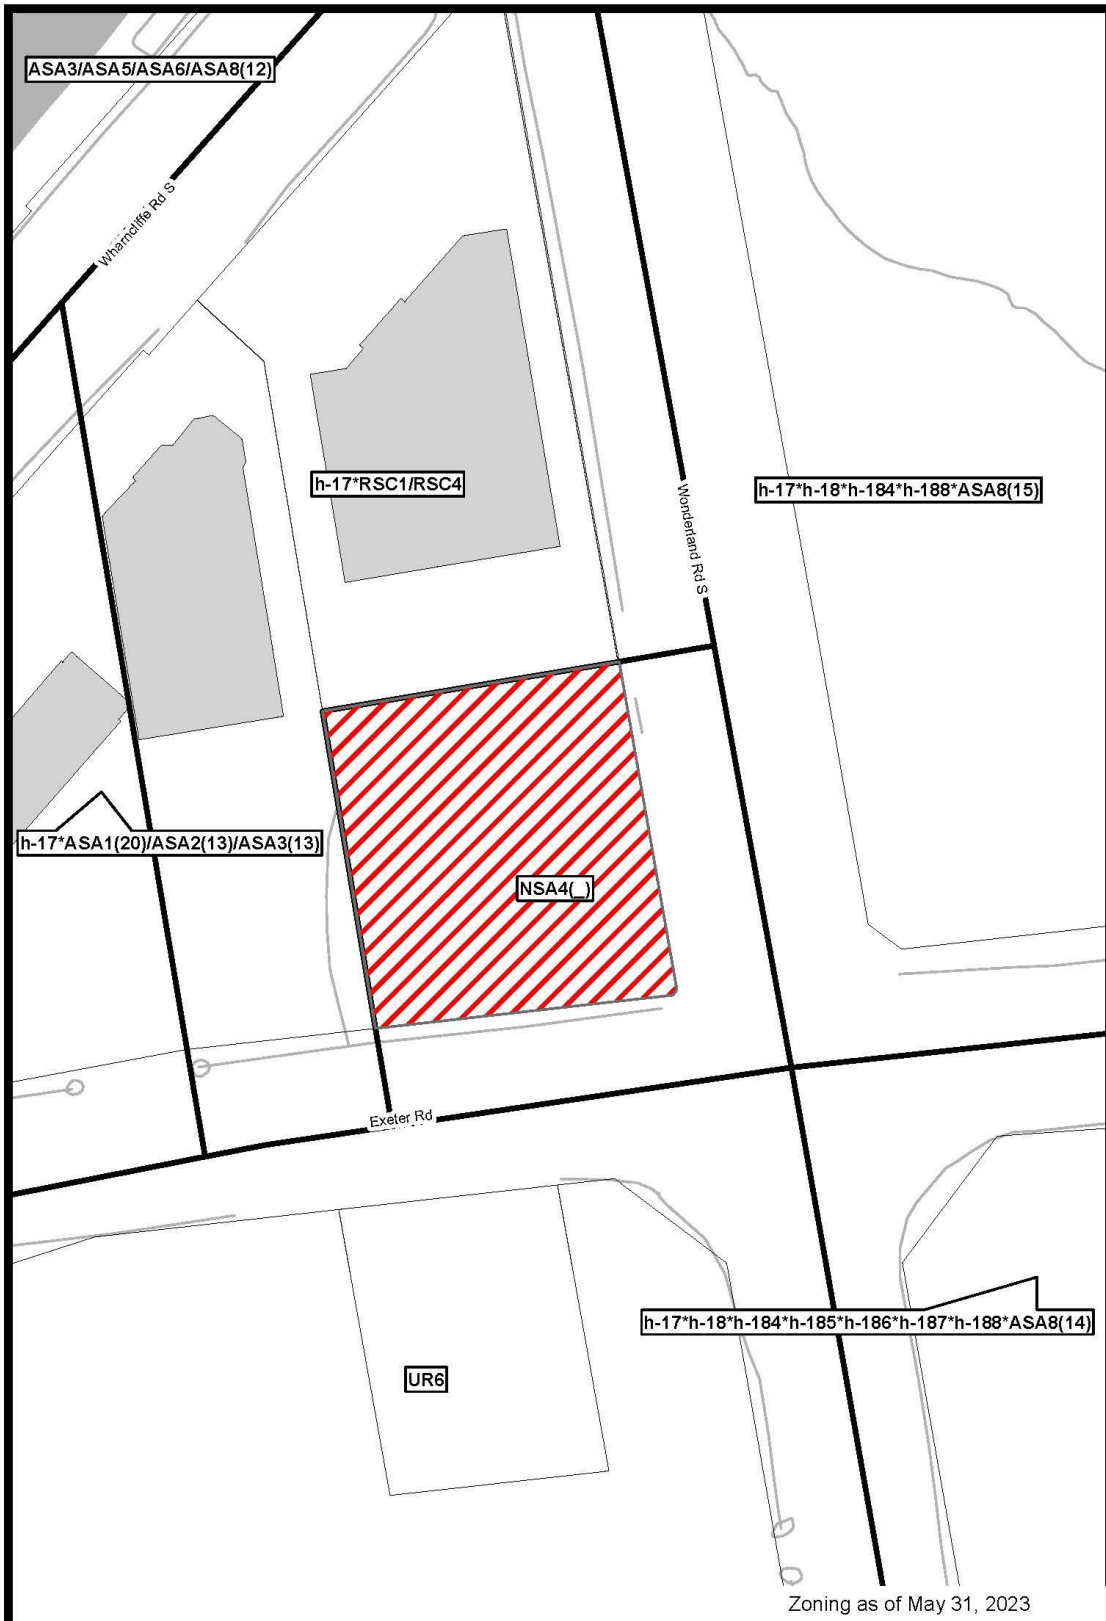 ASA3/ASA5/ASA6/ASA8(12)
Wharncliffe Rd S
h-17*RSC1/RSC4
Wonderland Rd S
h-17*h-18*h-184*h-188*ASA8(15)
h-17*ASA1(20)/ASA2(13)/ASA3(13)
NSA4(_)
Exeter Rd
h-17*h-18*h-184*h-185*h-186*h-187*h-188*ASA8(14)
UR6
Zoning as of May 31, 2023